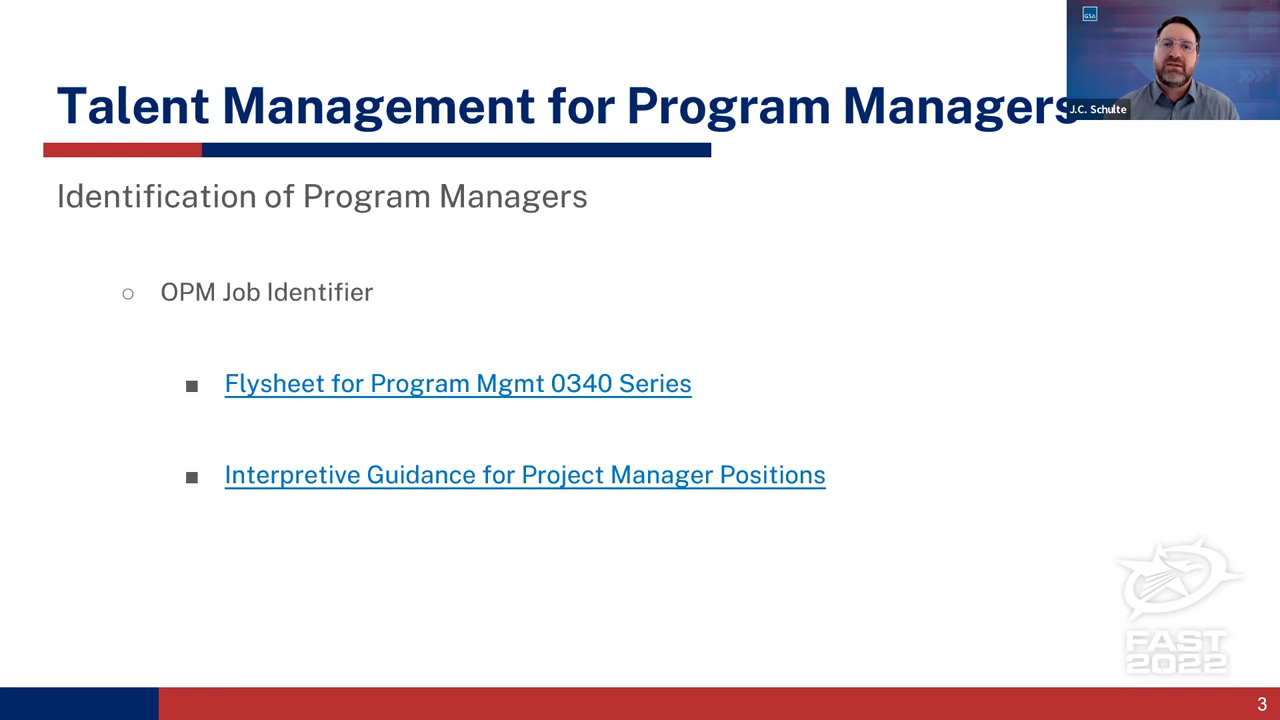 GSA
Talent Management for Program Managers
J.C. Schulte
Identification of Program Managers
○ OPM Job Identifier
■ Flysheet for Program Mgmt 0340 Series
■ Interpretive Guidance for Project Manager Positions
FAST
2022
3